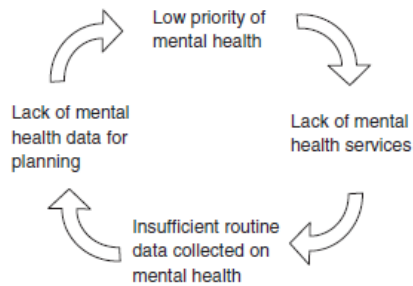 Low priority of
mental health
Lack of mental
health services
Insufficient routine
data collected on
mental health
Lack of mental
health data for
planning